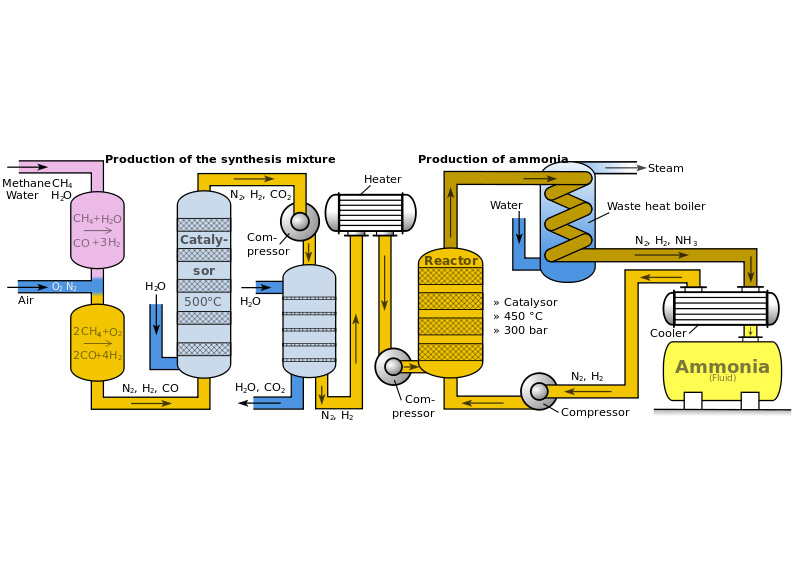 Production of the synthesis mixture
Production of ammonia
Methane CH₄
Water H₂O
CH₄+H₂O
CO +3H₂
O₂ N₂
Air
2CH₄+O₂
2CO+4H₂
N₂, H₂, CO
H₂O
Cataly-
sor
500°C
N₂, H₂, CO₂
Com-
pressor
H₂O
H₂O, CO₂
N₂, H₂
Heater
Com-
pressor
Reactor
» Catalysor
» 450 °C
» 300 bar
Water
Steam
Waste heat boiler
N₂, H₂, NH₃
Cooler
N₂, H₂
Compressor
Ammonia
(Fluid)